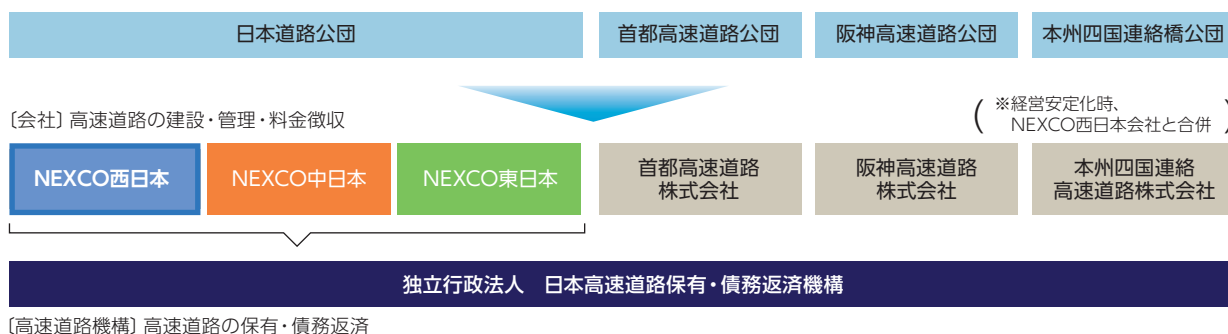 日本道路公団
首都高速道路公団
阪神高速道路公団
本州四国連絡橋公団
〔会社〕高速道路の建設・管理・料金徴収
(※経営安定化時、
NEXCO西日本会社と合併)
NEXCO西日本
NEXCO中日本
NEXCO東日本
首都高速道路
株式会社
阪神高速道路
株式会社
本州四国連絡
高速道路株式会社
独立行政法人　日本高速道路保有・債務返済機構
〔高速道路機構〕高速道路の保有・債務返済